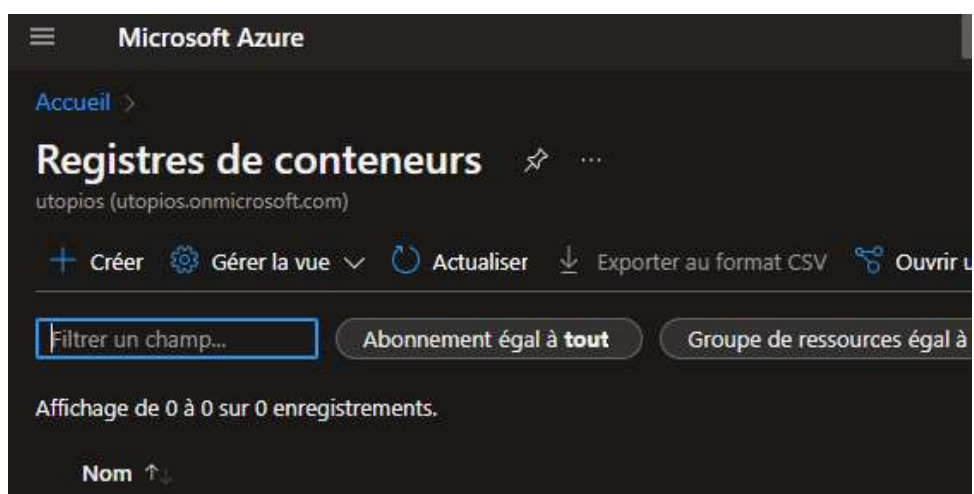 Microsoft Azure
Accueil >
Registres de conteneurs
utopios (utopios.onmicrosoft.com)
Créer Gérer la vue Actualiser Exporter au format CSV Ouvrir
Filtrer un champ... Abonnement égal à tout Groupe de ressources égal à
Affichage de 0 à 0 sur 0 enregistrements.
Nom ↑↓